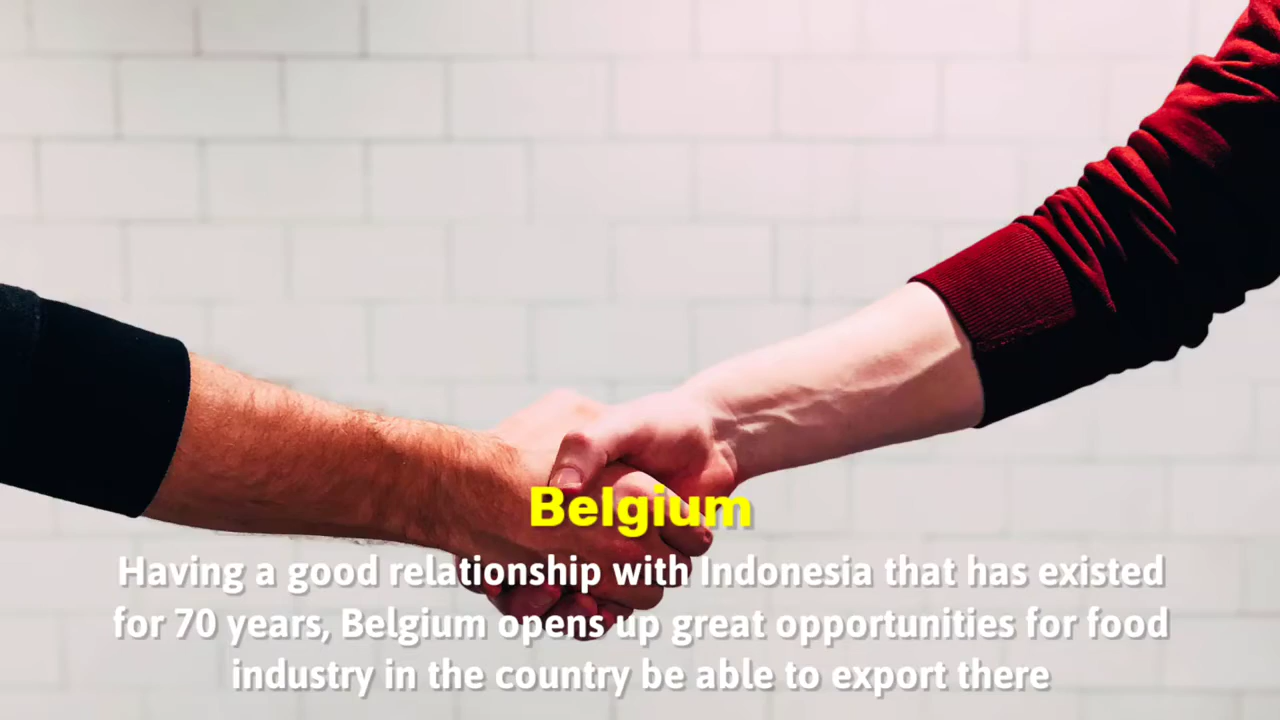 Belgium
Having a good relationship with Indonesia that has existed
for 70 years, Belgium opens up great opportunities for food
industry in the country be able to export there